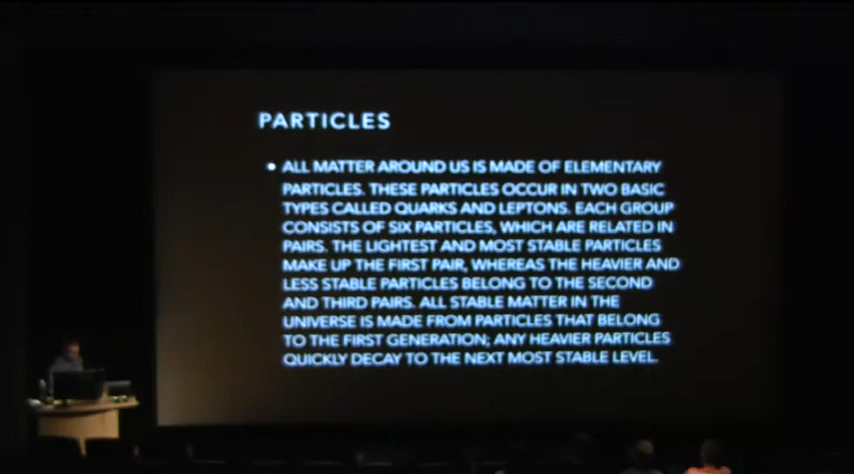 PARTICLES
• ALL MATTER AROUND US IS MADE OF ELEMENTARY
PARTICLES. THESE PARTICLES OCCUR IN TWO BASIC
TYPES CALLED QUARKS AND LEPTONS. EACH GROUP
CONSISTS OF SIX PARTICLES, WHICH ARE RELATED IN
PAIRS. THE LIGHTEST AND MOST STABLE PARTICLES
MAKE UP THE FIRST PAIR, WHEREAS THE HEAVIER AND
LESS STABLE PARTICLES BELONG TO THE SECOND
AND THIRD PAIRS. ALL STABLE MATTER IN THE
UNIVERSE IS MADE FROM PARTICLES THAT BELONG
TO THE FIRST GENERATION; ANY HEAVIER PARTICLES
QUICKLY DECAY TO THE NEXT MOST STABLE LEVEL.